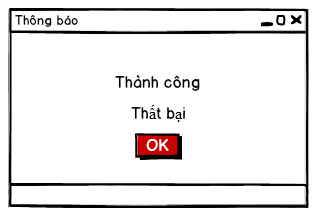 Thông báo
Thành công
Thất bại
OK